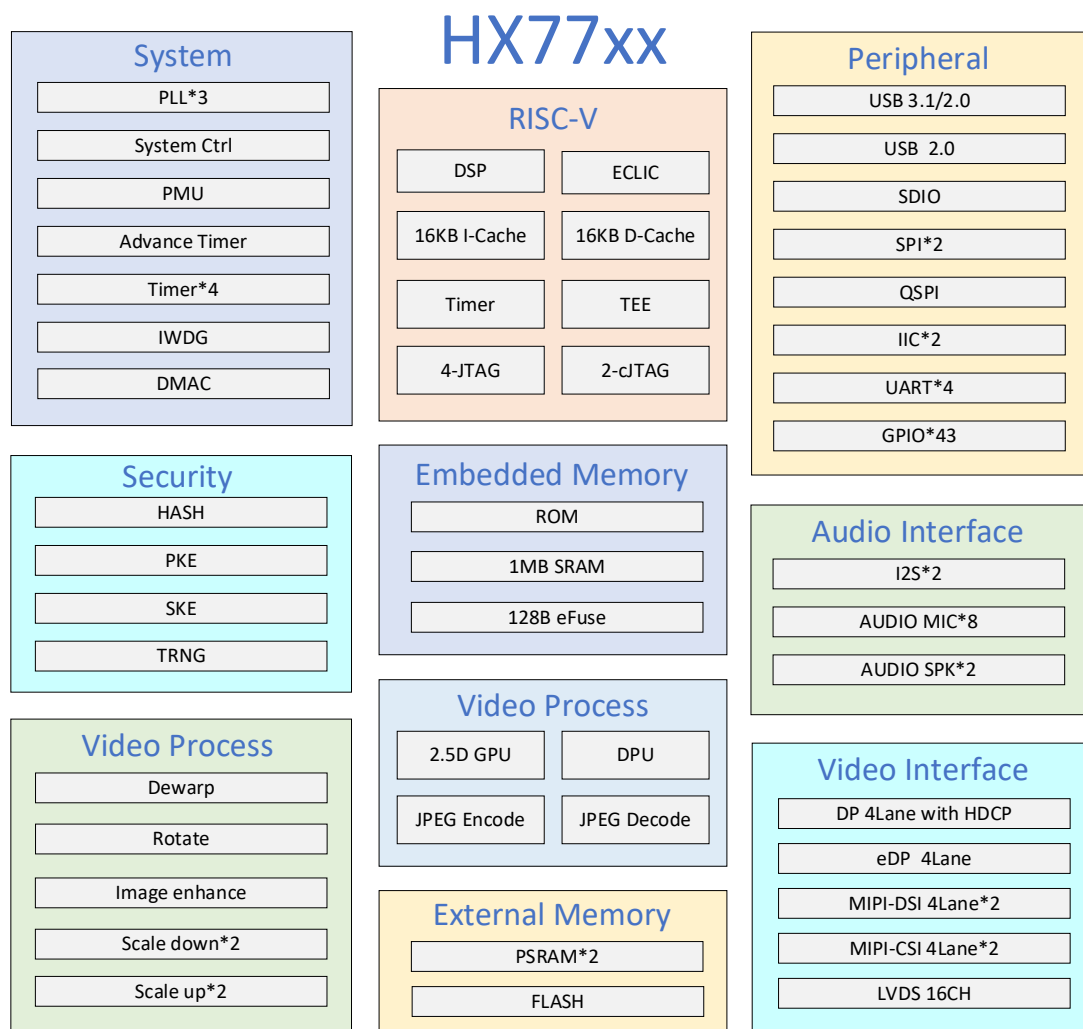 HX77xx
System
PLL*3
System Ctrl
PMU
Advance Timer
Timer*4
IWDG
DMAC
Security
HASH
PKE
SKE
TRNG
Video Process
Dewarp
Rotate
Image enhance
Scale down*2
Scale up*2
RISC-V
DSP
ECLIC
16KB I-Cache
16KB D-Cache
Timer
TEE
4-JTAG
2-cJTAG
Embedded Memory
ROM
1MB SRAM
128B eFuse
Video Process
2.5D GPU
DPU
JPEG Encode
JPEG Decode
External Memory
PSRAM*2
FLASH
Peripheral
USB 3.1/2.0
USB 2.0
SDIO
SPI*2
QSPI
IIC*2
UART*4
GPIO*43
Audio Interface
I2S*2
AUDIO MIC*8
AUDIO SPK*2
Video Interface
DP 4Lane with HDCP
eDP 4Lane
MIPI-DSI 4Lane*2
MIPI-CSI 4Lane*2
LVDS 16CH